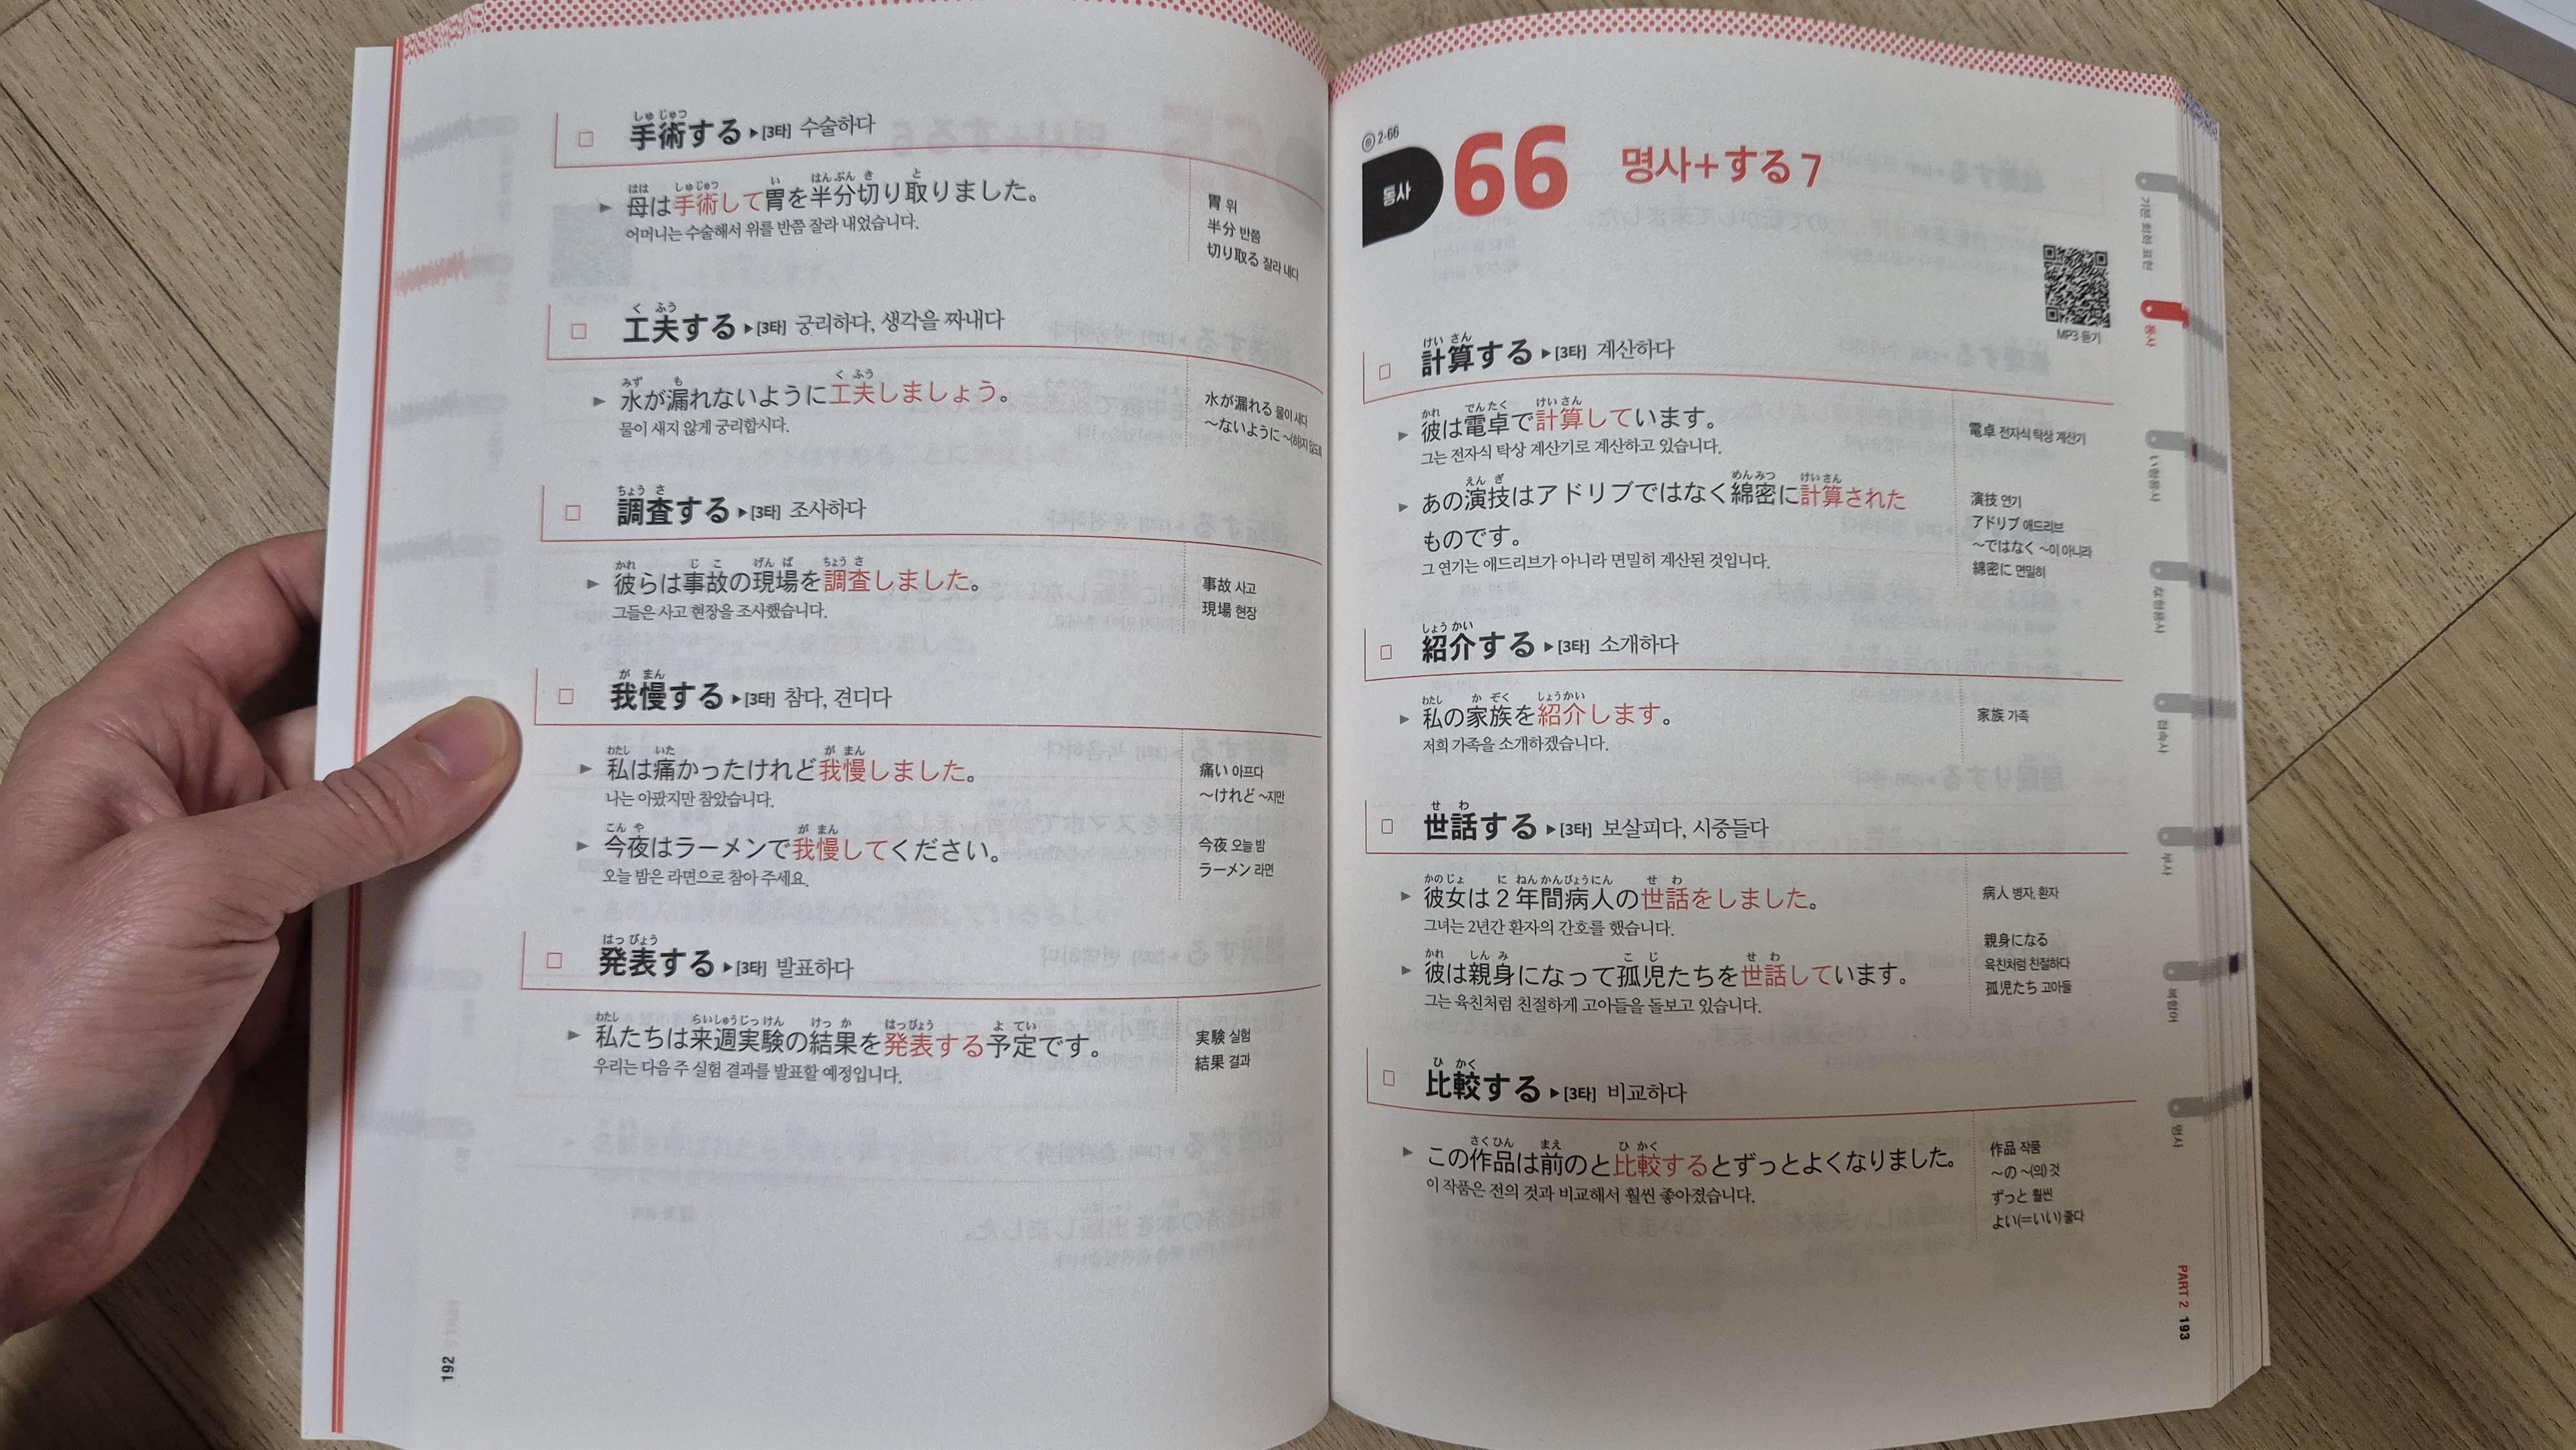 手術する ▶[3타] 수술하다
▶ 母は手術して胃を半分切り取りました。
어머니는 수술해서 위를 반쯤 잘라 내었습니다.
胃 위
半分 반쯤
切り取る 잘라 내다
工夫する ▶[3타] 궁리하다, 생각을 짜내다
▶ 水が漏れないように工夫しましょう。
물이 새지 않게 궁리합시다.
水が漏れる 물이 새다
～ないように ～(하)지 않도록
調査する ▶[3타] 조사하다
▶ 彼らは事故の現場を調査しました。
그들은 사고 현장을 조사했습니다.
事故 사고
現場 현장
我慢する ▶[3타] 참다, 견디다
▶ 私は痛かったけれど我慢しました。
나는 아팠지만 참았습니다.
痛い 아프다
～けれど ～지만
▶ 今夜はラーメンで我慢してください。
오늘 밤은 라면으로 참아 주세요.
今夜 오늘 밤
ラーメン 라면
発表する ▶[3타] 발표하다
▶ 私たちは来週実験の結果を発表する予定です。
우리는 다음 주 실험 결과를 발표할 예정입니다.
実験 실험
結果 결과
192
2-66
동사
66 명사+する 7
MP3 듣기
計算する ▶[3타] 계산하다
▶ 彼は電卓で計算しています。
그는 전자식 탁상 계산기로 계산하고 있습니다.
電卓 전자식 탁상 계산기
▶ あの演技はアドリブではなく綿密に計算された
ものです。
그 연기는 애드리브가 아니라 면밀히 계산된 것입니다.
演技 연기
アドリブ 애드리브
～ではなく ～이 아니라
綿密に 면밀히
紹介する ▶[3타] 소개하다
▶ 私の家族を紹介します。
저희 가족을 소개하겠습니다.
家族 가족
世話する ▶[3타] 보살피다, 시중들다
▶ 彼女は2年間病人の世話をしました。
그녀는 2년간 환자의 간호를 했습니다.
病人 병자, 환자
▶ 彼は親身になって孤児たちを世話しています。
그는 육친처럼 친절하게 고아들을 돌보고 있습니다.
親身になる
육친처럼 친절하다
孤児たち 고아들
比較する ▶[3타] 비교하다
▶ この作品は前のと比較するとずっとよくなりました。
이 작품은 전의 것과 비교해서 훨씬 좋아졌습니다.
作品 작품
～の ～(의) 것
ずっと 훨씬
よい(=いい) 좋다
기본 회화 표현
동사
い형용사
な형용사
접속사
부사
복합어
명사
PART 2 193